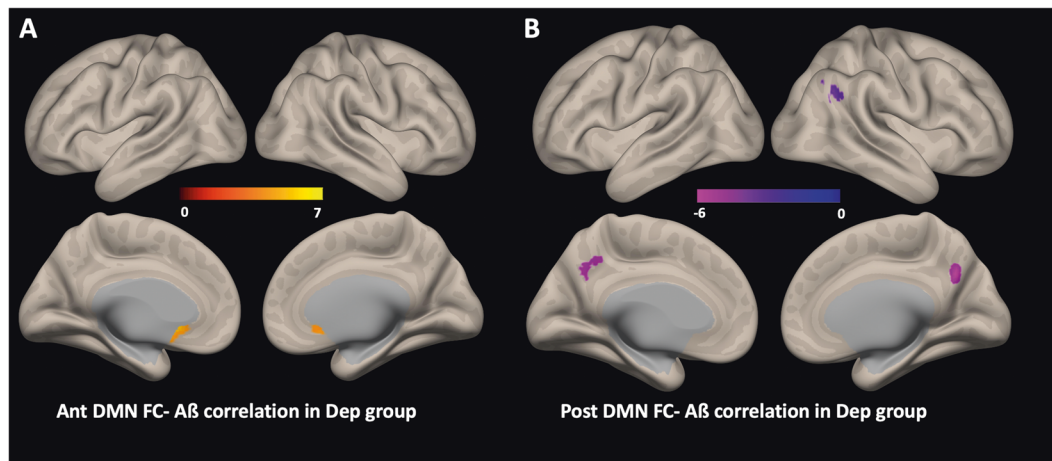 A
B
0
7
-6
0
Ant DMN FC- Aß correlation in Dep group
Post DMN FC- Aß correlation in Dep group